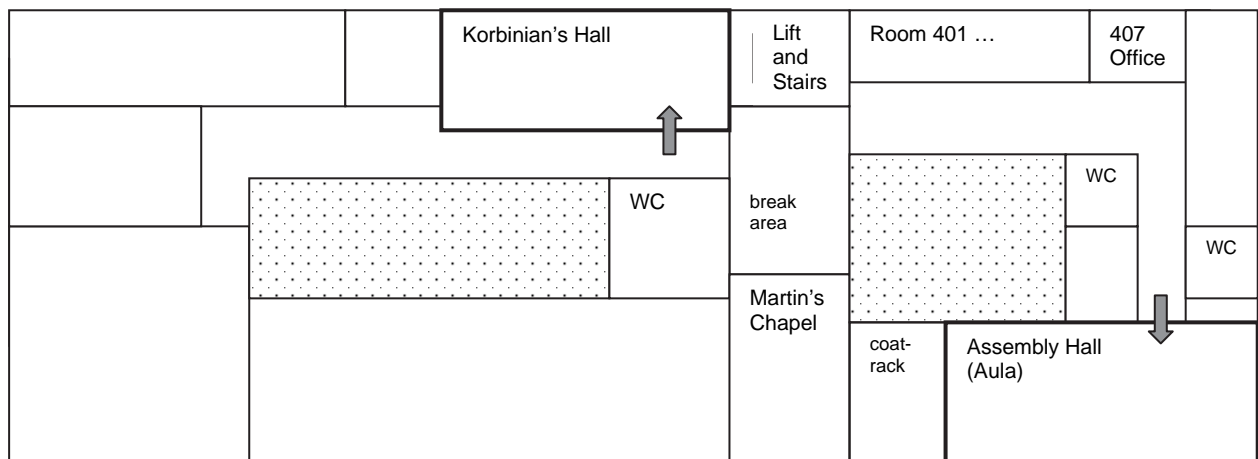 Korbinian's Hall
Lift
and
Stairs
Room 401 …
407
Office
WC
break
area
WC
WC
Martin's
Chapel
coat-
rack
Assembly Hall
(Aula)